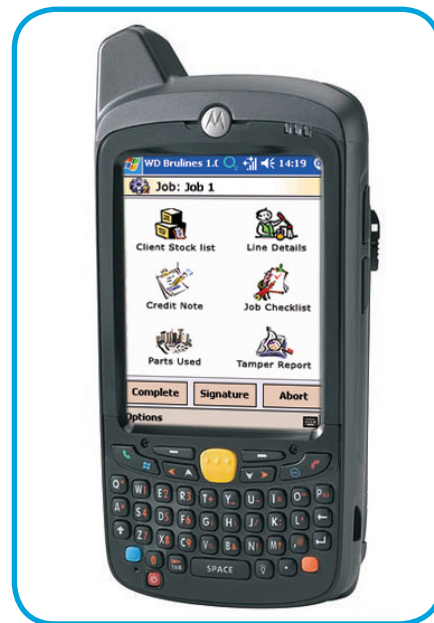 WD Brulines 1.0 14:19
Job: Job 1
Client Stock list Line Details
Credit Note Job Checklist
Parts Used Tamper Report
Complete Signature Abort
Options
Q W E R T Y U I O P
A S D F G H J K L
Z X C V B N M
TAB SPACE